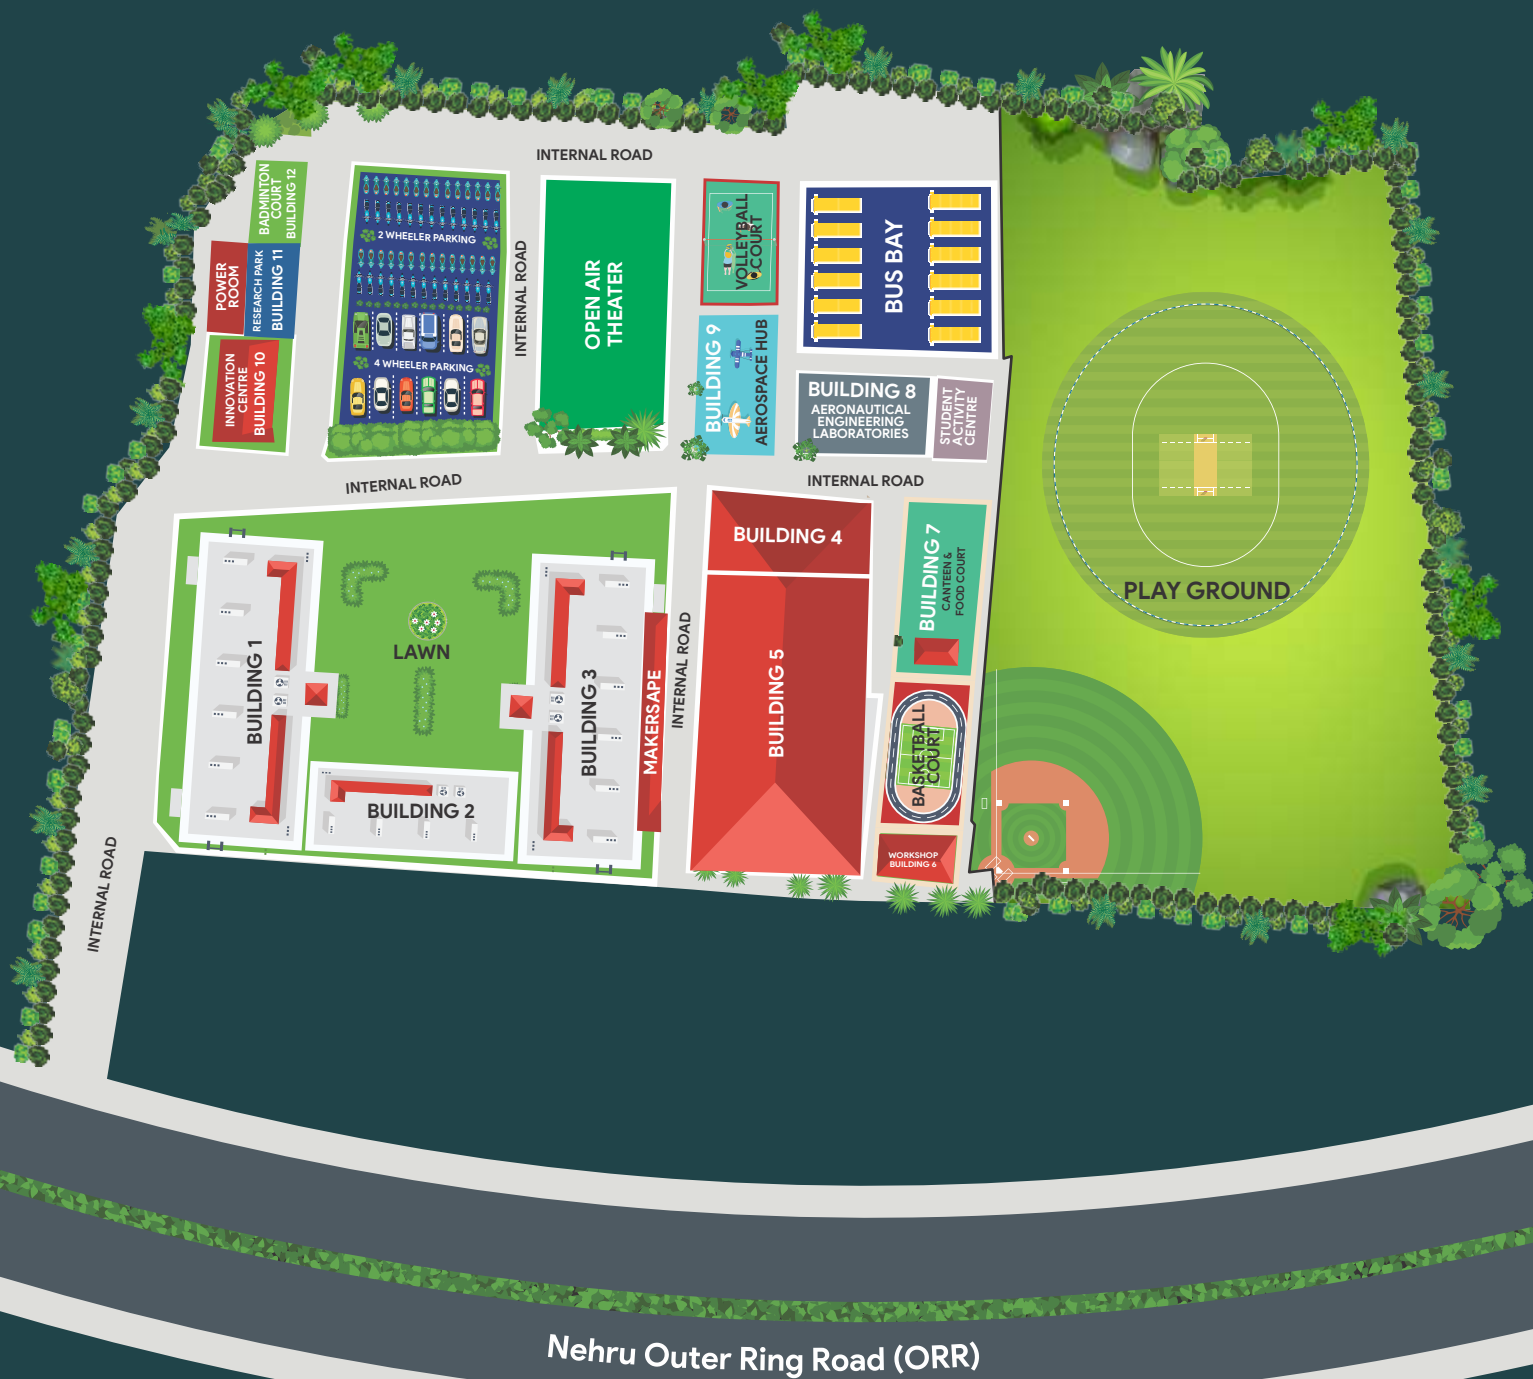 INTERNAL ROAD
BADMINTON
COURT
BUILDING 12
POWER
ROOM
RESEARCH PARK
BUILDING 11
INNOVATION
CENTRE
BUILDING 10
2 WHEELER PARKING
4 WHEELER PARKING
INTERNAL ROAD
OPEN AIR
THEATER
VOLLEYBALL
COURT
BUS BAY
BUILDING 9
AEROSPACE HUB
BUILDING 8
AERONAUTICAL
ENGINEERING
LABORATORIES
STUDENT
ACTIVITY
CENTRE
INTERNAL ROAD
INTERNAL ROAD
BUILDING 1
LAWN
BUILDING 2
BUILDING 3
MAKERSAPE
INTERNAL ROAD
BUILDING 4
BUILDING 5
BUILDING 7
CANTEEN &
FOOD COURT
BASKETBALL
COURT
WORKSHOP
BUILDING 6
PLAY GROUND
INTERNAL ROAD
Nehru Outer Ring Road (ORR)